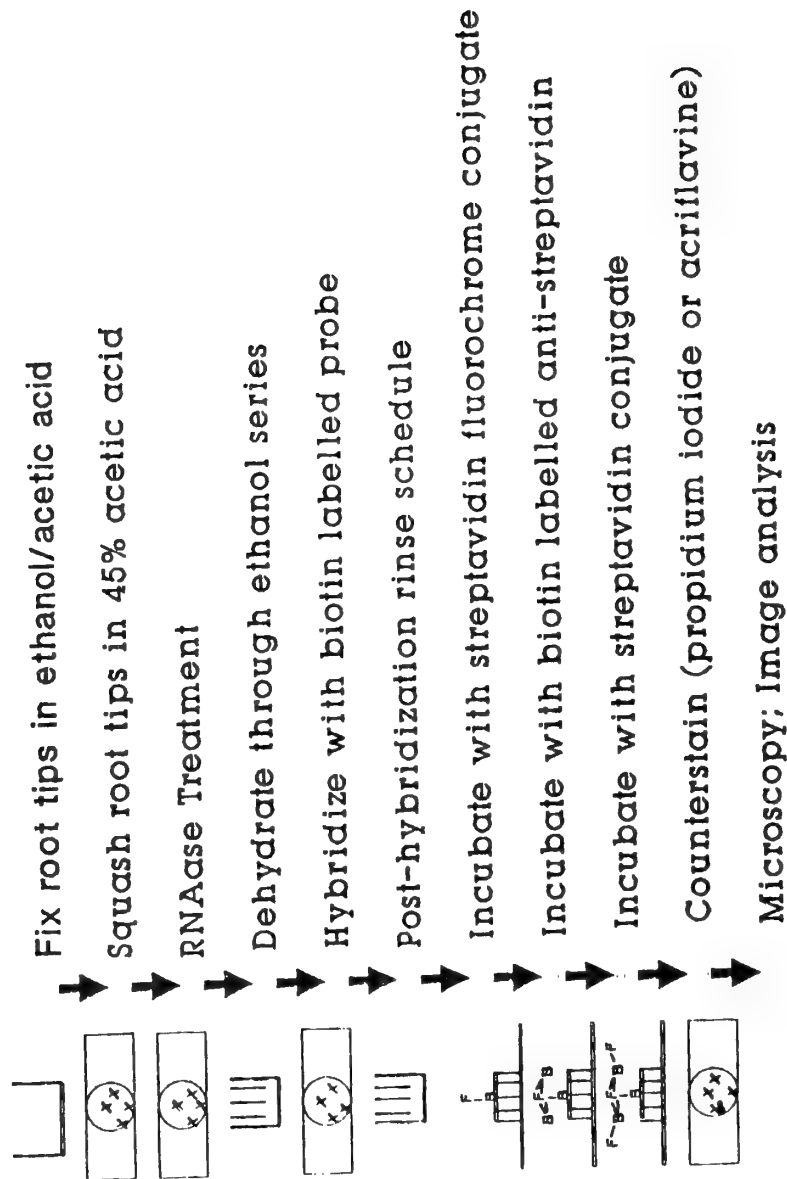 Fix root tips in ethanol/acetic acid
Squash root tips in 45% acetic acid
RNAase Treatment
Dehydrate through ethanol series
Hybridize with biotin labelled probe
Post-hybridization rinse schedule
Incubate with streptavidin fluorochrome conjugate
F
B
Incubate with biotin labelled anti-streptavidin
B F B
B
Incubate with streptavidin conjugate
F B F B F
B
Counterstain (propidium iodide or acriflavine)
Microscopy; Image analysis